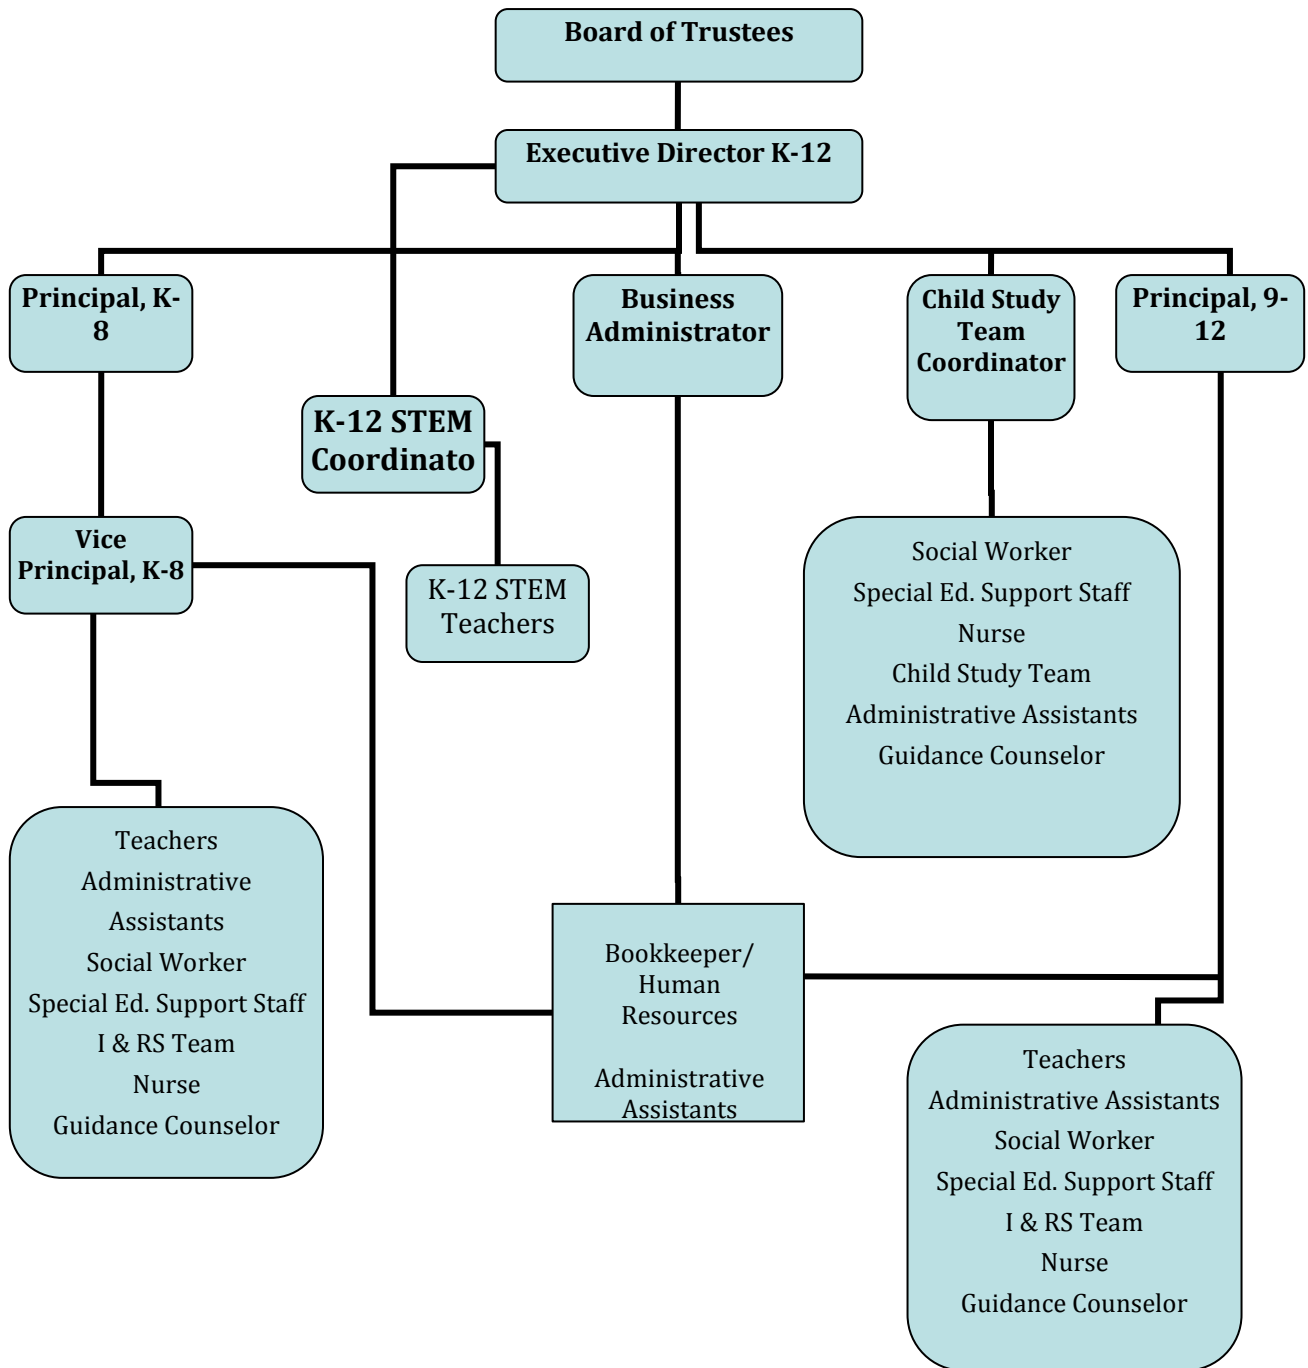 Board of Trustees
Executive Director K-12
Principal, K-
8
Business
Administrator
Child Study
Team
Coordinator
Principal, 9-
12
K-12 STEM
Coordinato
Vice
Principal, K-8
K-12 STEM
Teachers
Social Worker
Special Ed. Support Staff
Nurse
Child Study Team
Administrative Assistants
Guidance Counselor
Teachers
Administrative
Assistants
Social Worker
Special Ed. Support Staff
I & RS Team
Nurse
Guidance Counselor
Bookkeeper/
Human
Resources
Administrative
Assistants
Teachers
Administrative Assistants
Social Worker
Special Ed. Support Staff
I & RS Team
Nurse
Guidance Counselor